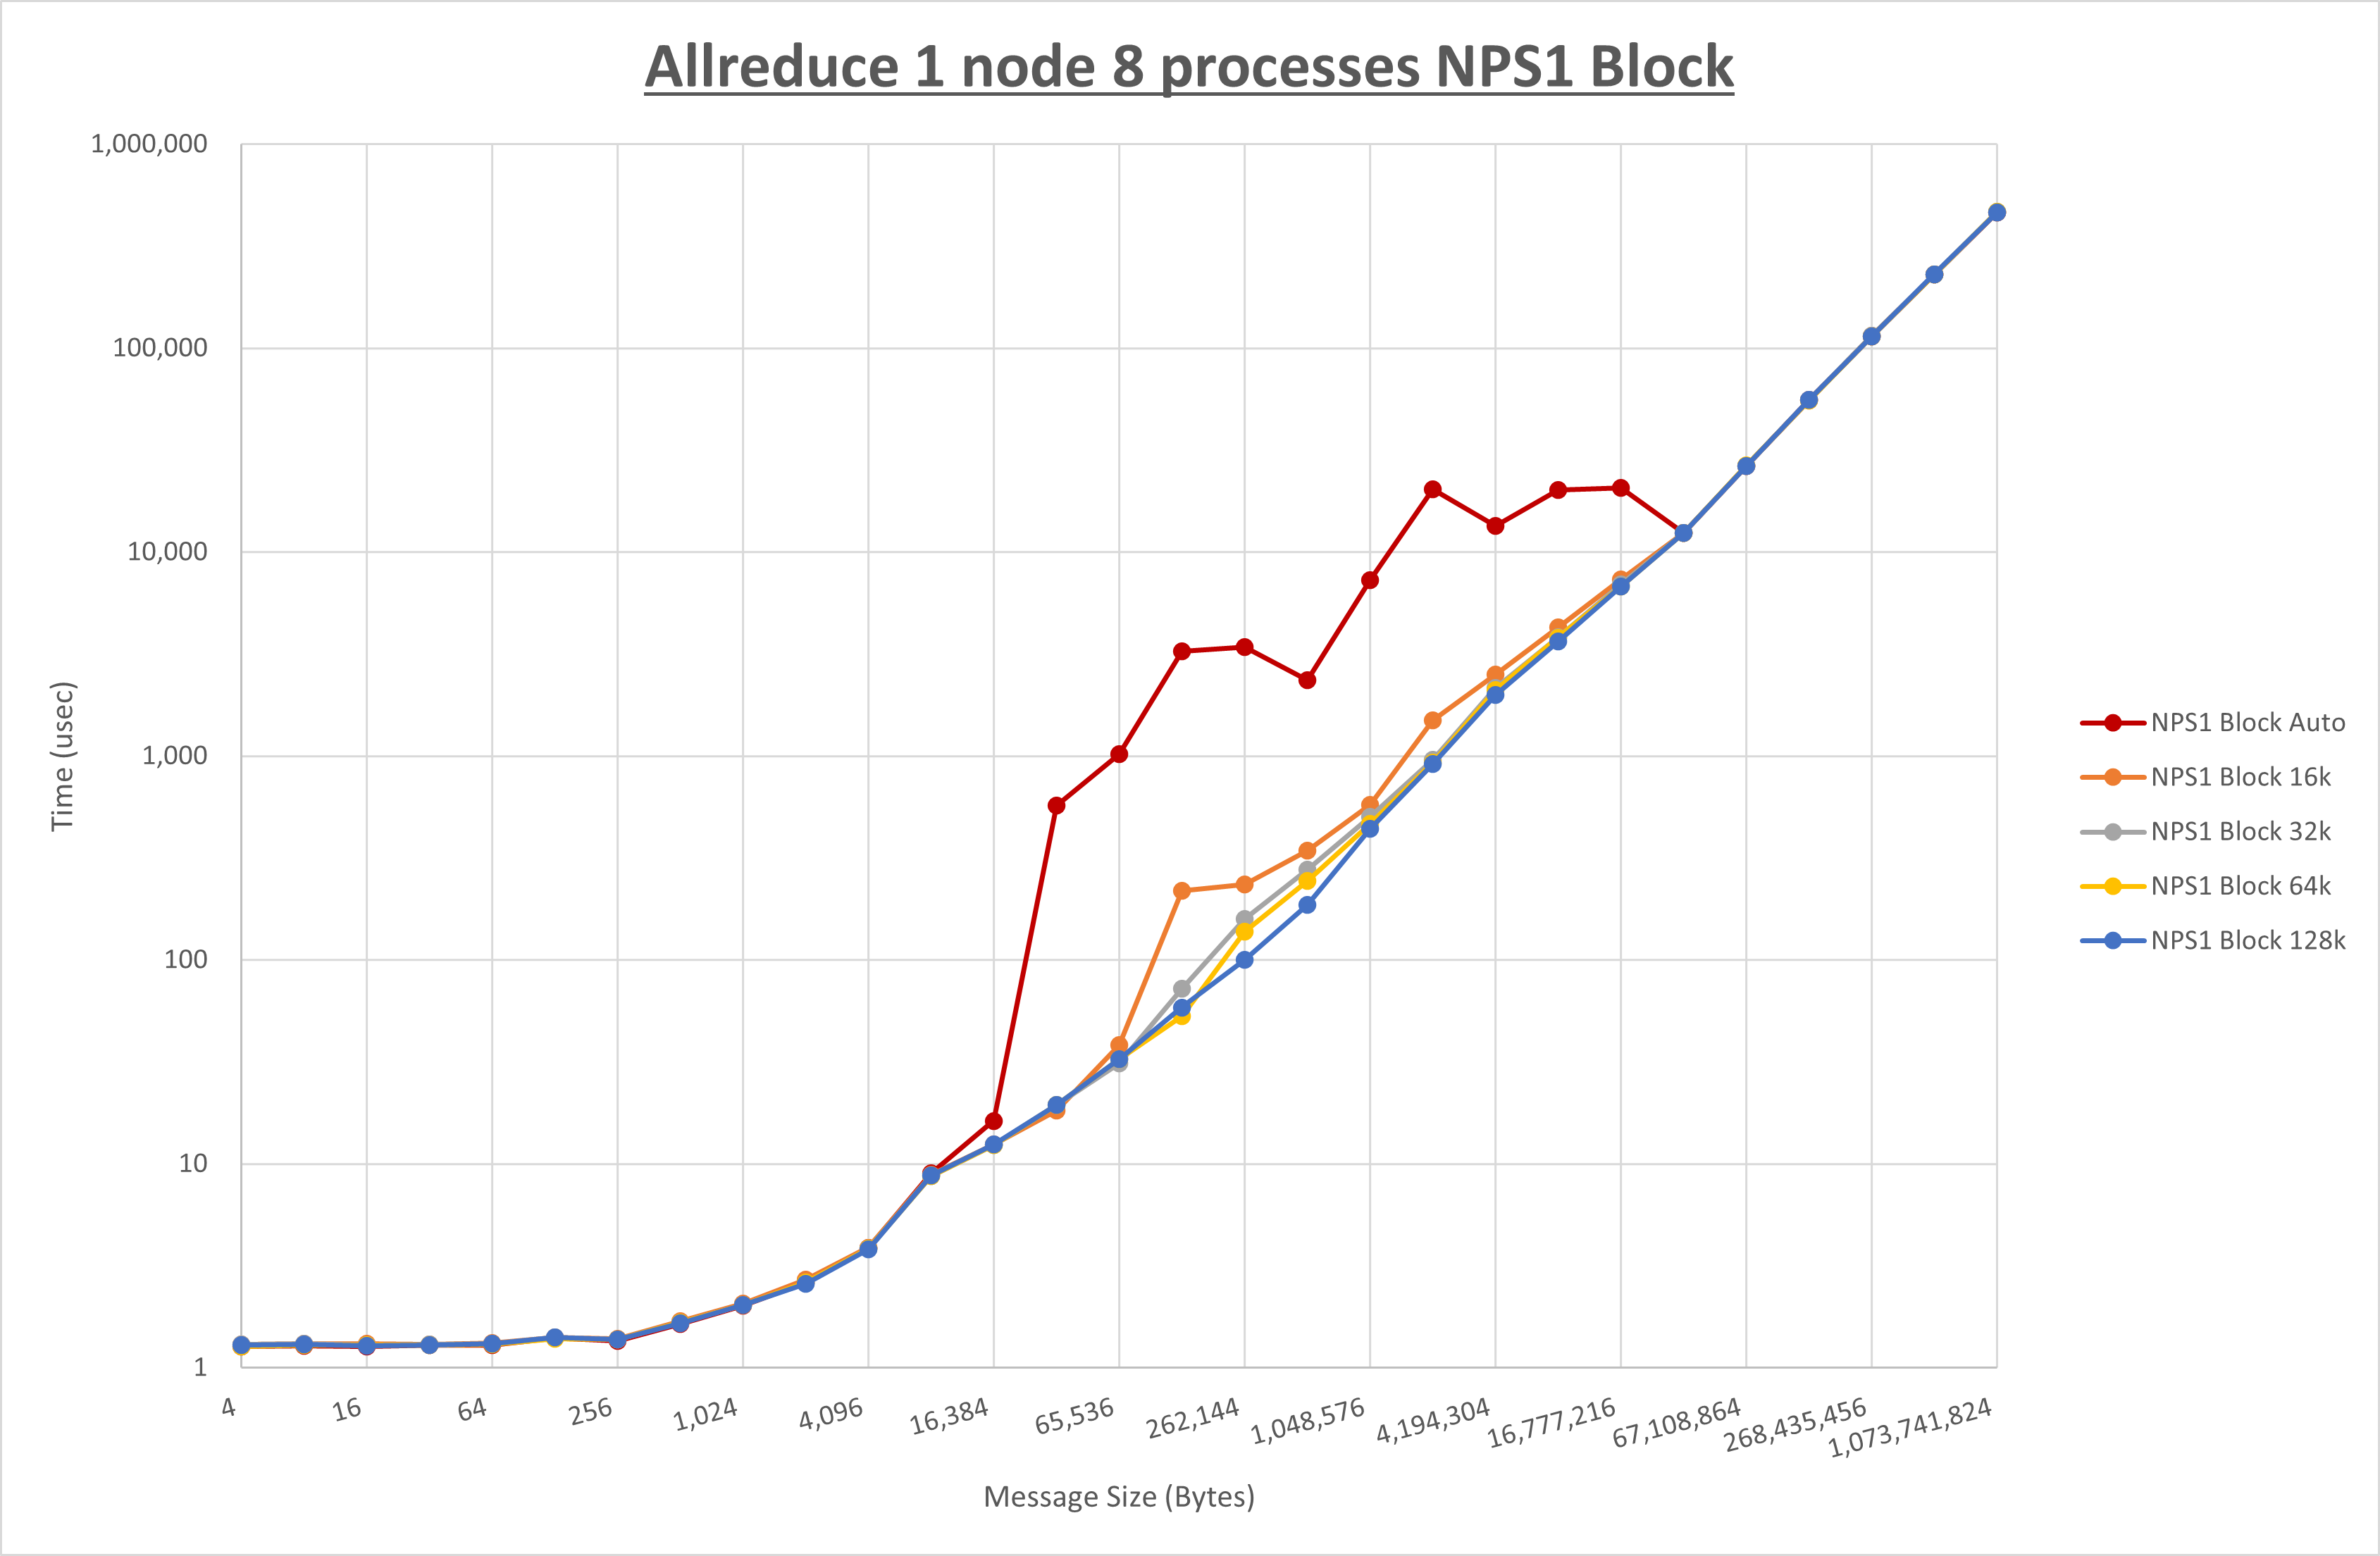 Allreduce 1 node 8 processes NPS1 Block
1,000,000
100,000
10,000
1,000
100
10
1
Time (usec)
4
16
64
256
1,024
4,096
16,384
65,536
262,144
1,048,576
4,194,304
16,777,216
67,108,864
268,435,456
1,073,741,824
Message Size (Bytes)
NPS1 Block Auto
NPS1 Block 16k
NPS1 Block 32k
NPS1 Block 64k
NPS1 Block 128k